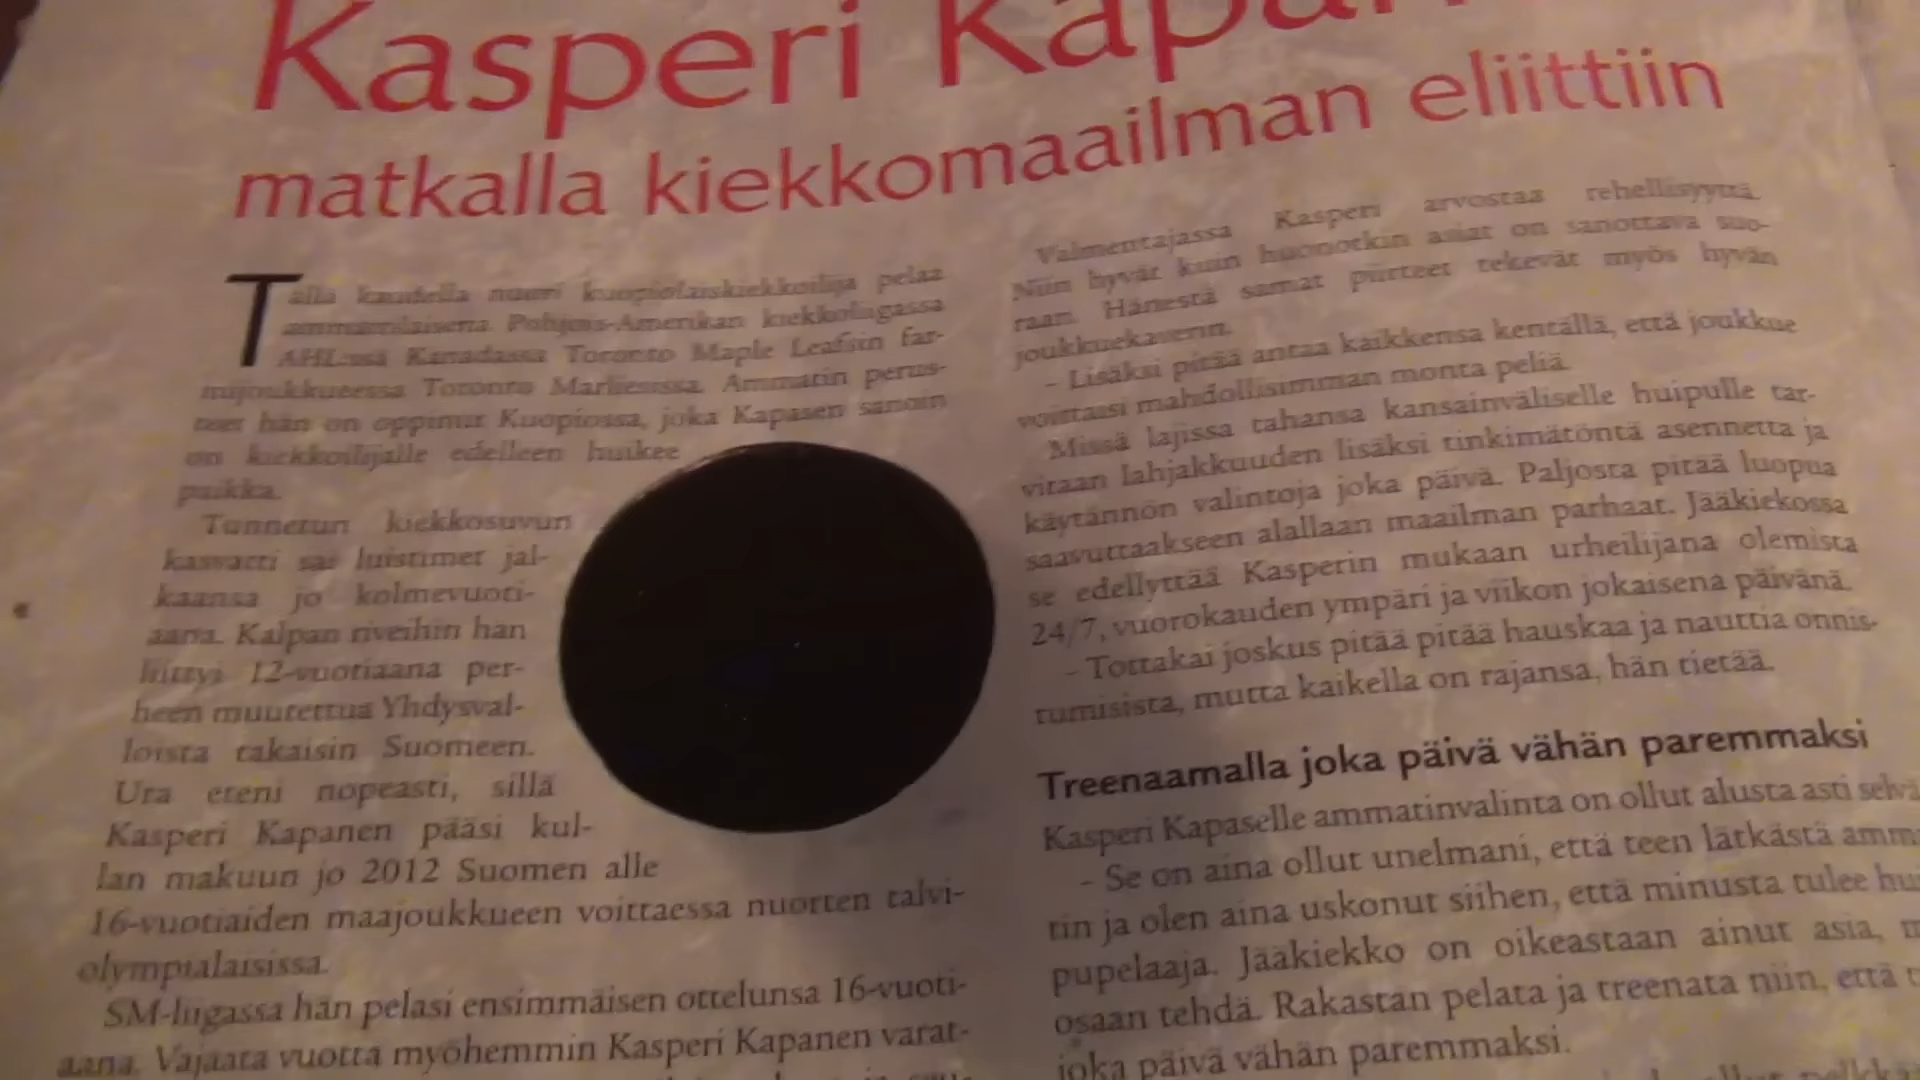 Kasperi
matkalla kiekkomaailman eliittiin
Tällä kaudella nuori kuopiolaiskiekkoilija pelaa
ammattilaisena Pohjois-Amerikan kiekkoliigassa
AHL:ssä Kanadassa Toronto Maple Leafsin far-
mijoukkueessa Toronto Marliesissa. Ammatin perus-
teet hän on oppinut Kuopiossa, joka Kapasen sanoin
on kiekkoilijalle edelleen huikee
paikka.
Tunnetun kiekkosuvun
kasvatti sai luistimet jal-
kaansa jo kolmevuoti-
aana. Kalpan riveihin hän
liittyi 12-vuotiaana per-
heen muutettua Yhdysval-
loista takaisin Suomeen.
Ura eteni nopeasti, sillä
Kasperi Kapanen pääsi kul-
lan makuun jo 2012 Suomen alle
16-vuotiaiden maajoukkueen voittaessa nuorten talvi-
olympialaisissa.
SM-liigassa hän pelasi ensimmäisen ottelunsa 16-vuoti-
aana. Vajaata vuotta myöhemmin Kasperi Kapanen varat-
Valmentajassa Kasperi arvostaa rehellisyyttä.
Niin hyvät kuin huonotkin asiat on sanottava suo-
raan. Hänestä samat piirteet tekevät myös hyvän
joukkuekaverin.
– Lisäksi pitää antaa kaikkensa kentällä, että joukkue
voittaisi mahdollisimman monta peliä.
Missä lajissa tahansa kansainväliselle huipulle tar-
vitaan lahjakkuuden lisäksi tinkimätöntä asennetta ja
käytännön valintoja joka päivä. Paljosta pitää luopua
saavuttaakseen alallaan maailman parhaat. Jääkiekossa
se edellyttää Kasperin mukaan urheilijana olemista
24/7, vuorokauden ympäri ja viikon jokaisena päivänä.
– Tottakai joskus pitää pitää hauskaa ja nauttia onnis-
tumisista, mutta kaikella on rajansa, hän tietää.
Treenaamalla joka päivä vähän paremmaksi
Kasperi Kapaselle ammatinvalinta on ollut alusta asti
– Se on aina ollut unelmani, että teen lätkästä
tin ja olen aina uskonut siihen, että minusta tulee
pupelaaja. Jääkiekko on oikeastaan ainut asia,
osaan tehdä. Rakastan pelata ja treenata niin, että
joka päivä vähän paremmaksi.